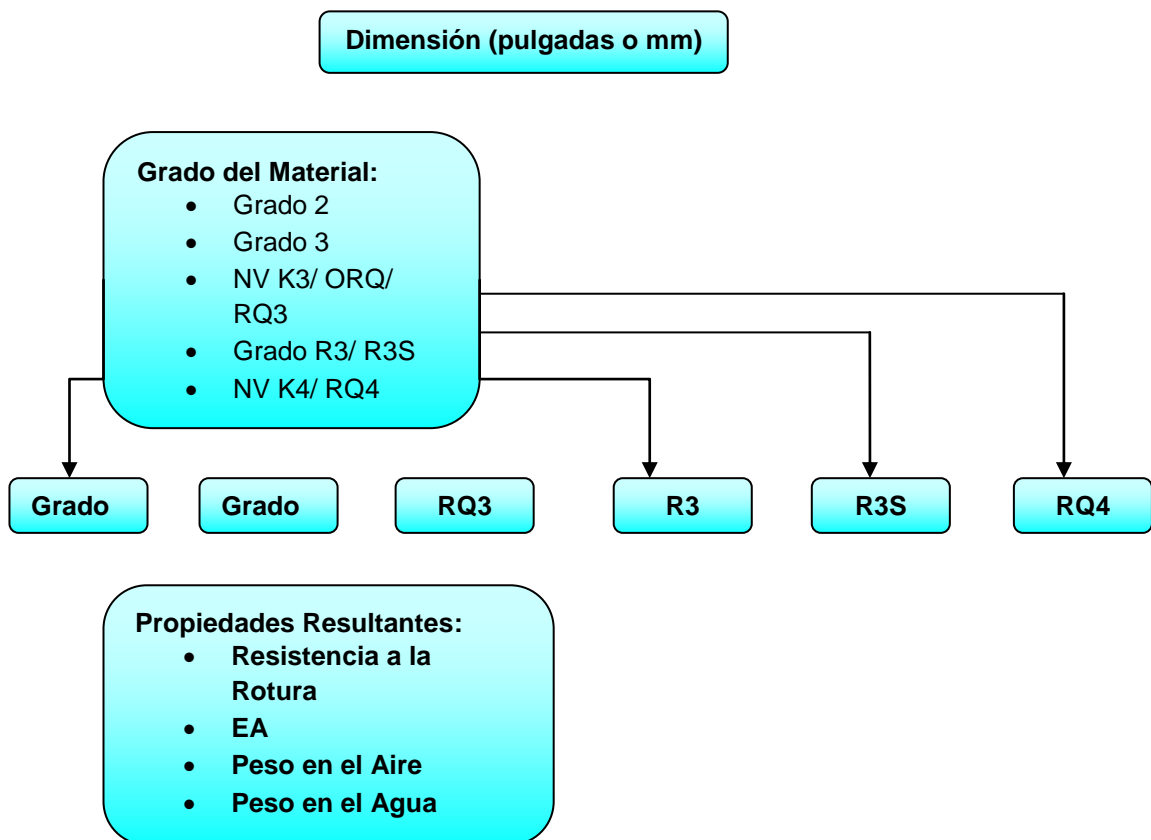 Dimensión (pulgadas o mm)
Grado del Material:
• Grado 2
• Grado 3
• NV K3/ ORQ/
RQ3
• Grado R3/ R3S
• NV K4/ RQ4
Grado
Grado
RQ3
R3
R3S
RQ4
Propiedades Resultantes:
• Resistencia a la
Rotura
• EA
• Peso en el Aire
• Peso en el Agua